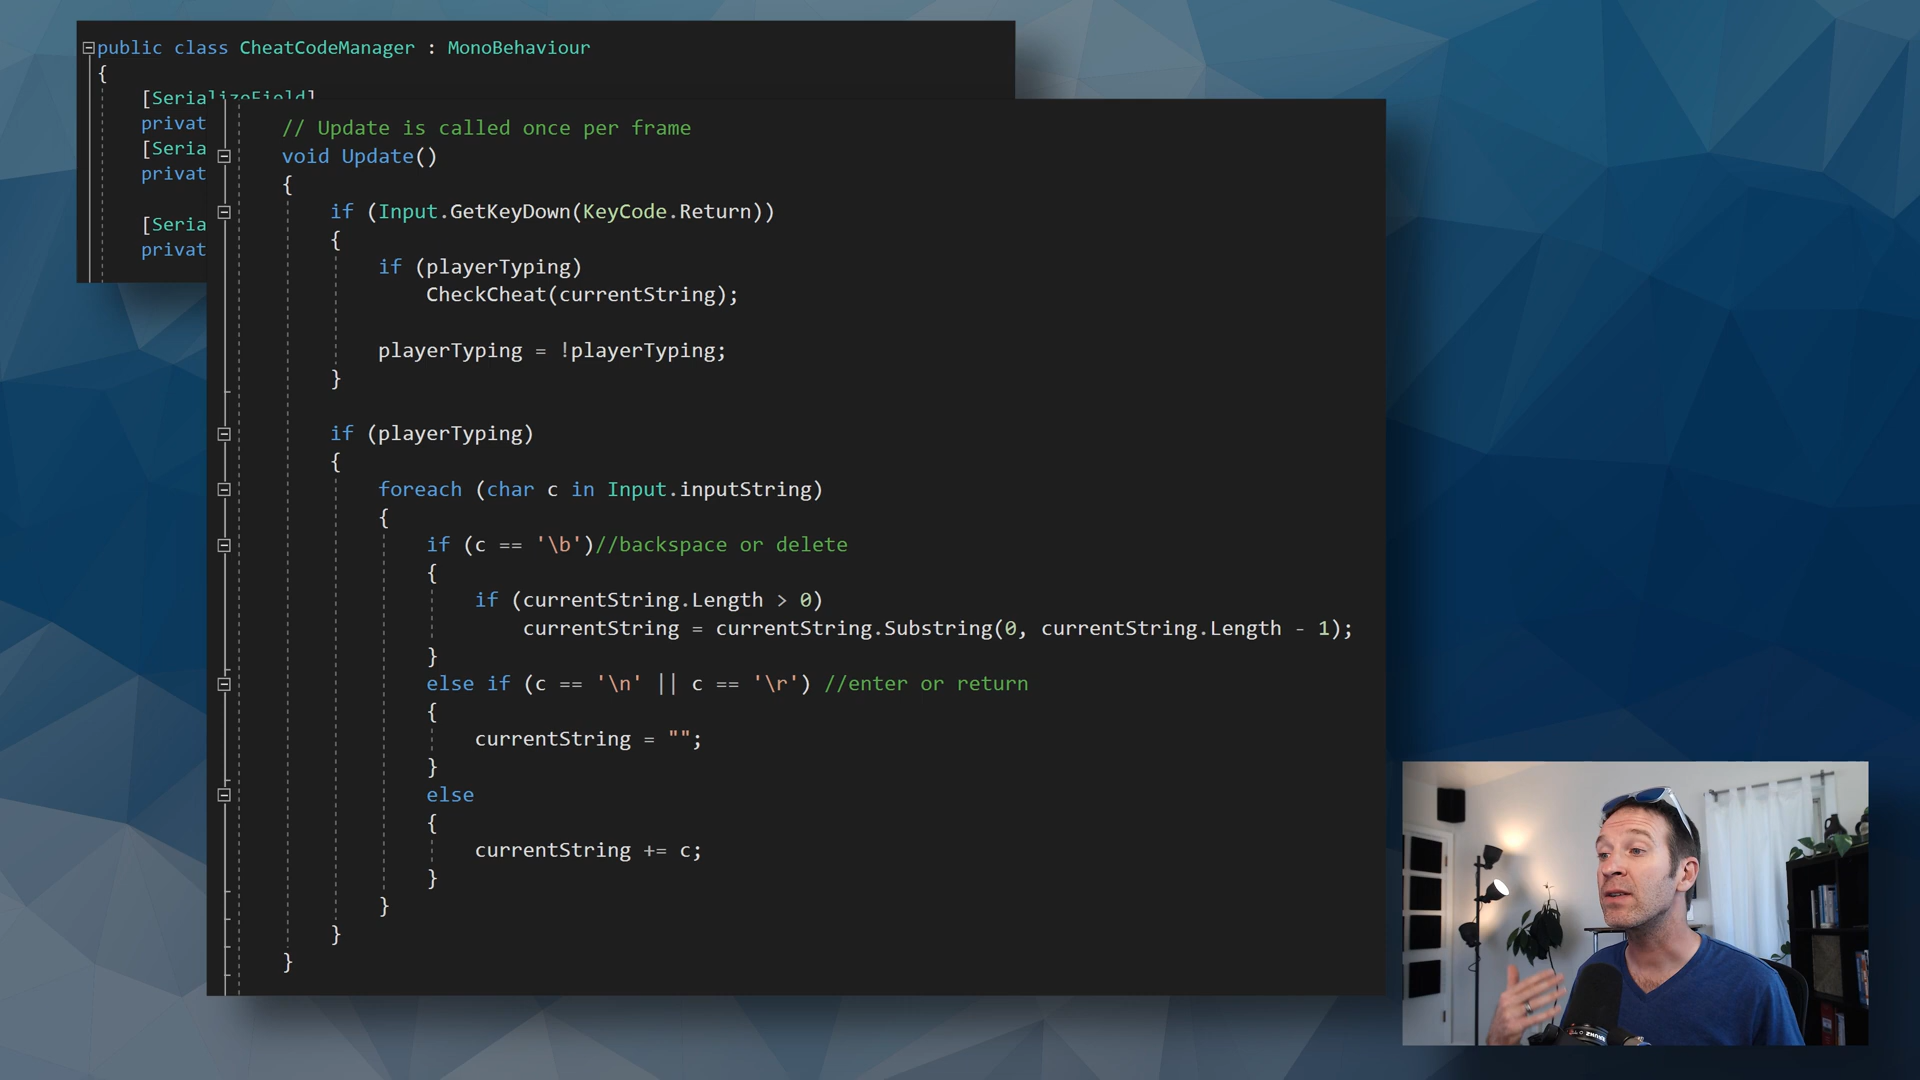 public class CheatCodeManager : MonoBehaviour
{
[SerializeField]
privat
[Seria
privat
[Seria
privat
// Update is called once per frame
void Update()
{
if (Input.GetKeyDown(KeyCode.Return))
{
if (playerTyping)
CheckCheat(currentString);
playerTyping = !playerTyping;
}
if (playerTyping)
{
foreach (char c in Input.inputString)
{
if (c == '\b')//backspace or delete
{
if (currentString.Length > 0)
currentString = currentString.Substring(0, currentString.Length - 1);
}
else if (c == '\n' || c == '\r') //enter or return
{
currentString = "";
}
else
{
currentString += c;
}
}
}
}